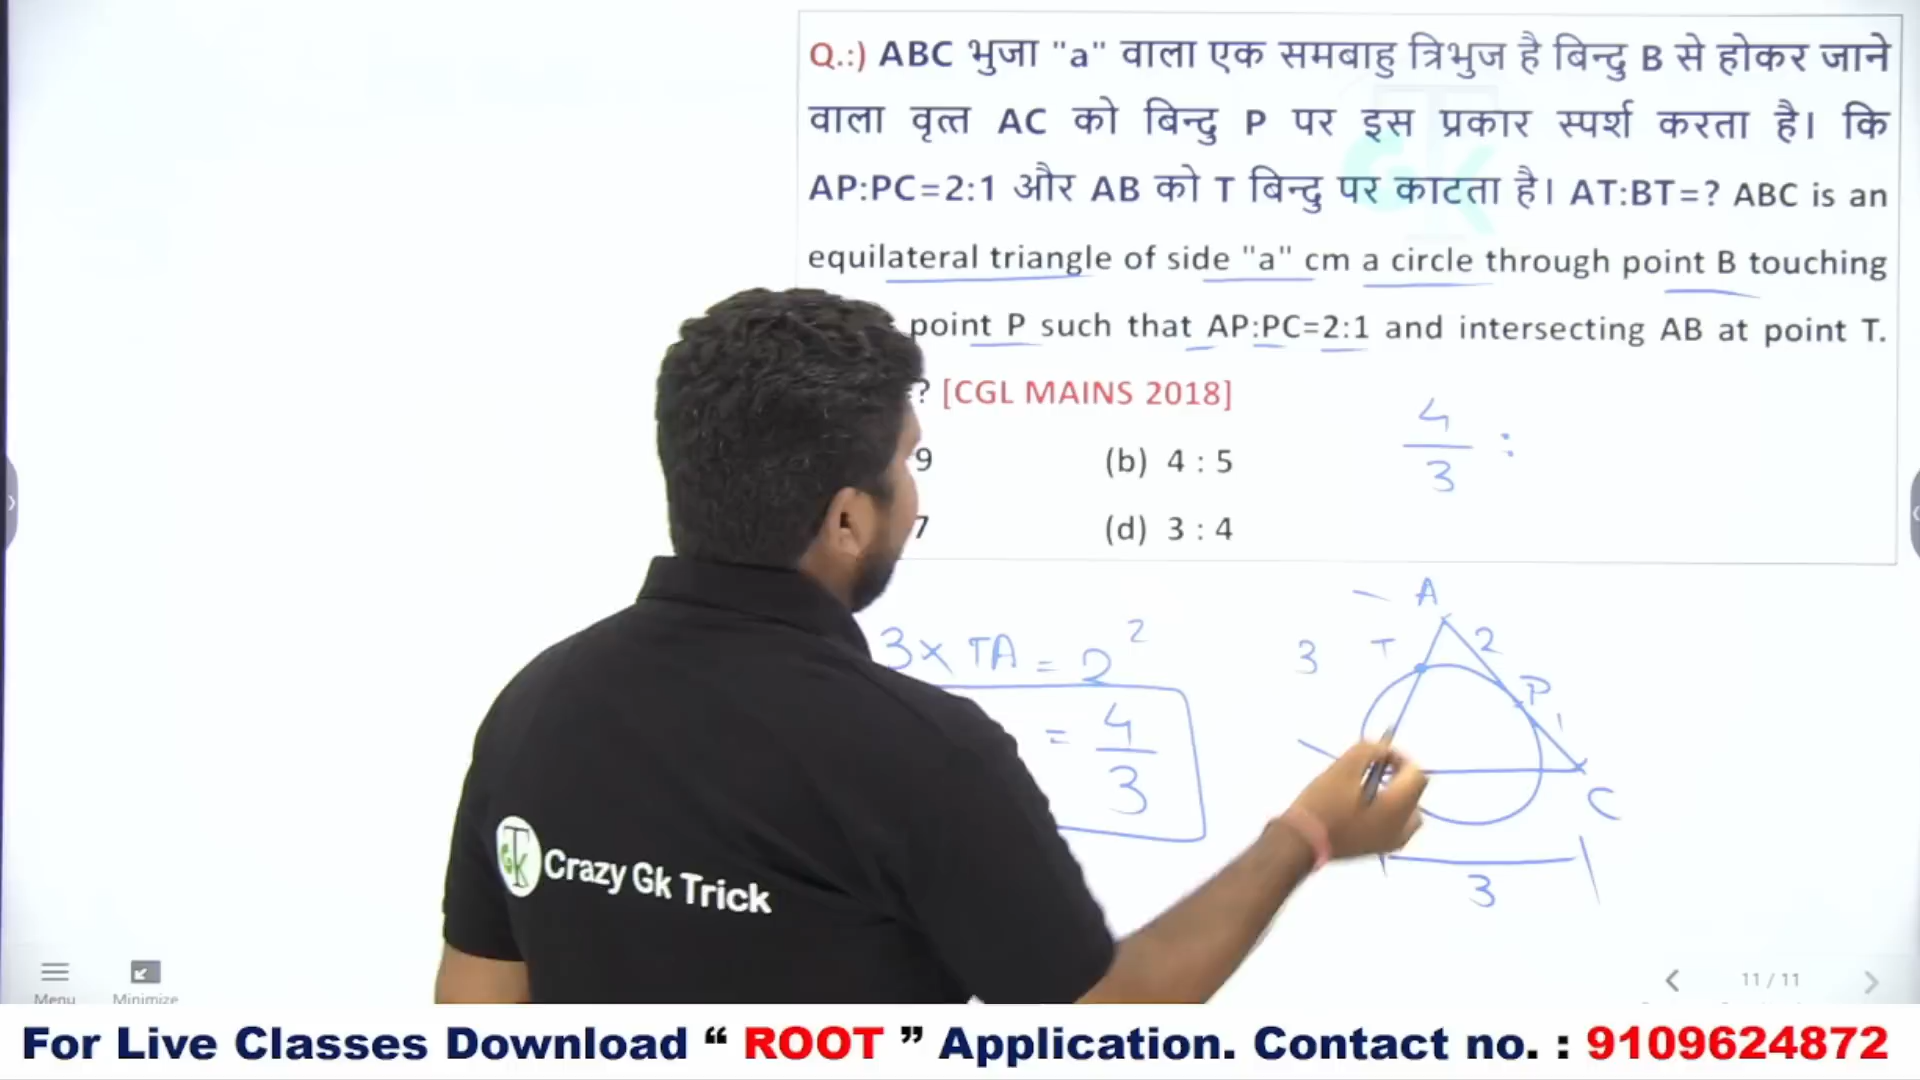 Q.:) ABC भुजा "a" वाला एक समबाहु त्रिभुज है बिन्दु B से होकर जाने
वाला वृत्त AC को बिन्दु P पर इस प्रकार स्पर्श करता है। कि
AP:PC=2:1 और AB को T बिन्दु पर काटता है। AT:BT=? ABC is an
equilateral triangle of side "a" cm a circle through point B touching
point P such that AP:PC=2:1 and intersecting AB at point T.
? [CGL MAINS 2018]
9 (b) 4 : 5
7 (d) 3 : 4
4
3 :
3 x TA = 2²
= 4
3
A
T
3
2
P
1
C
3
Crazy Gk Trick
Menu
Minimize
11 / 11
For Live Classes Download “ ROOT ” Application. Contact no. : 9109624872